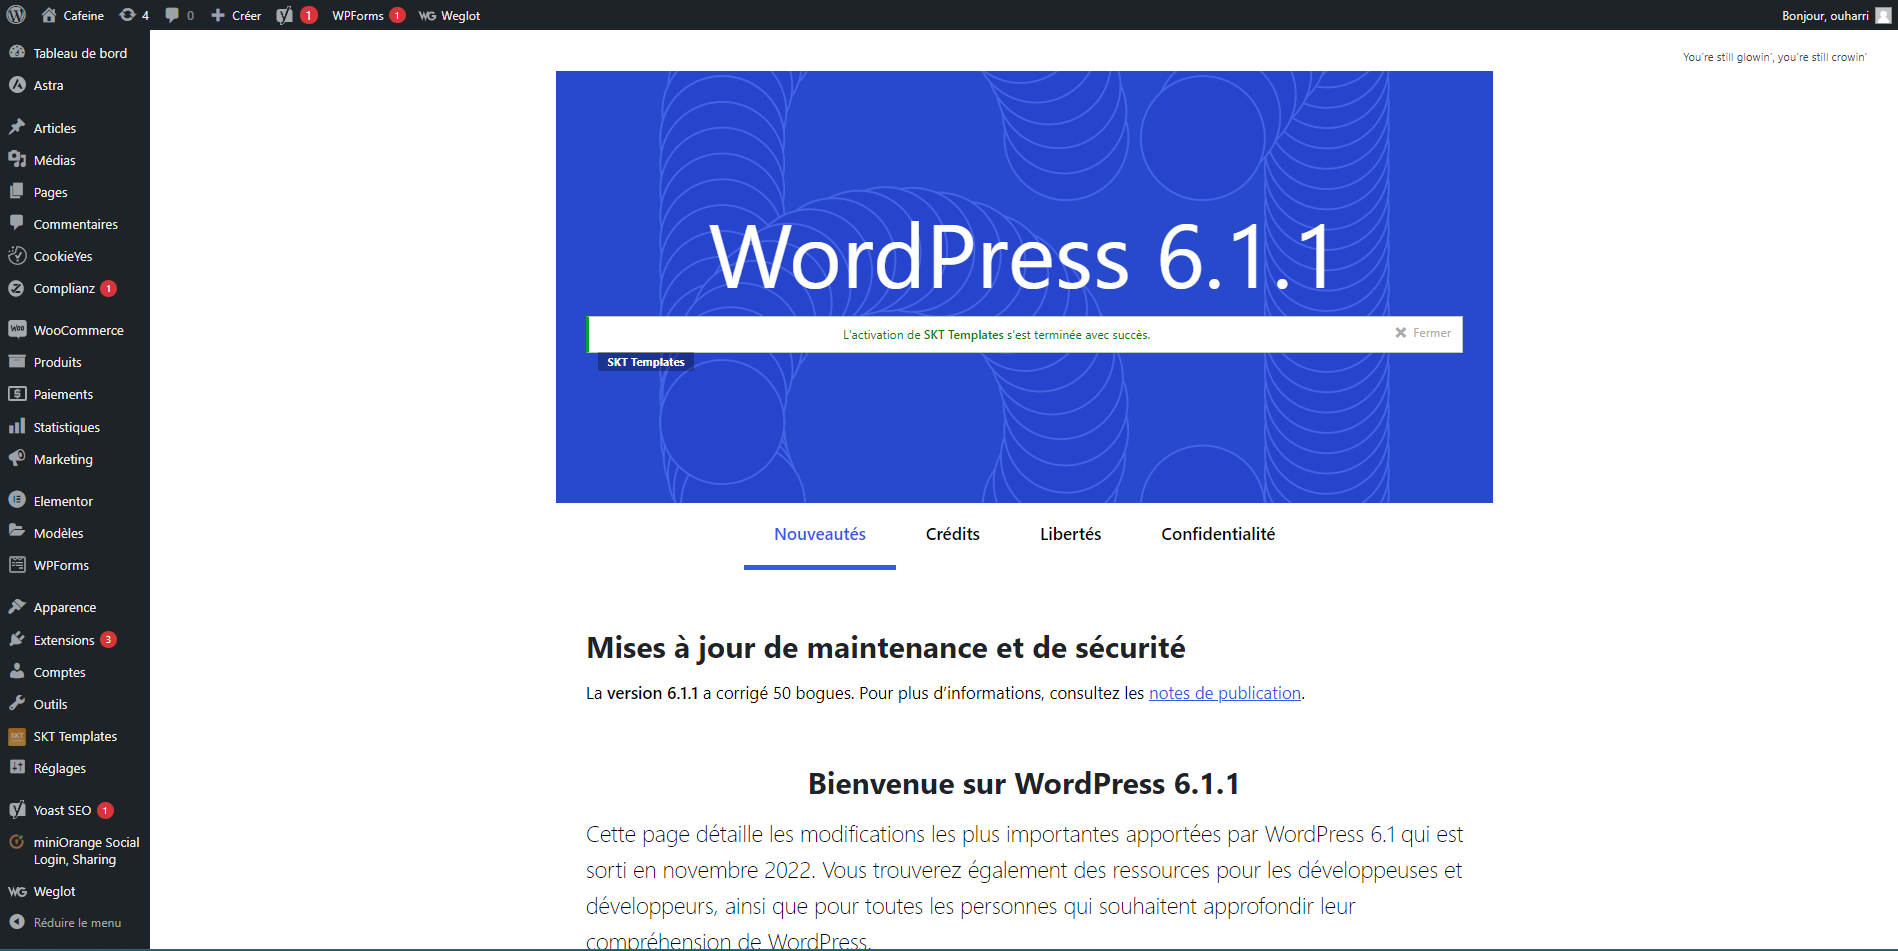 Cafeine
4
0
Créer
1
WPForms
1
WG
Weglot
Bonjour, ouharri
Tableau de bord
Astra
Articles
Médias
Pages
Commentaires
CookieYes
Complianz 1
Woo
WooCommerce
Produits
Paiements
Statistiques
Marketing
Elementor
Modèles
WPForms
Apparence
Extensions 3
Comptes
Outils
SKT
SKT Templates
Réglages
Yoast SEO 1
miniOrange Social
Login, Sharing
WG
Weglot
Réduire le menu
You're still glowin', you're still crowin'
WordPress 6.1.1
L'activation de SKT Templates s'est terminée avec succès.
Fermer
SKT Templates
Nouveautés
Crédits
Libertés
Confidentialité
Mises à jour de maintenance et de sécurité
La version 6.1.1 a corrigé 50 bogues. Pour plus d’informations, consultez les notes de publication.
Bienvenue sur WordPress 6.1.1
Cette page détaille les modifications les plus importantes apportées par WordPress 6.1 qui est
sorti en novembre 2022. Vous trouverez également des ressources pour les développeuses et
développeurs, ainsi que pour toutes les personnes qui souhaitent approfondir leur
compréhension de WordPress.